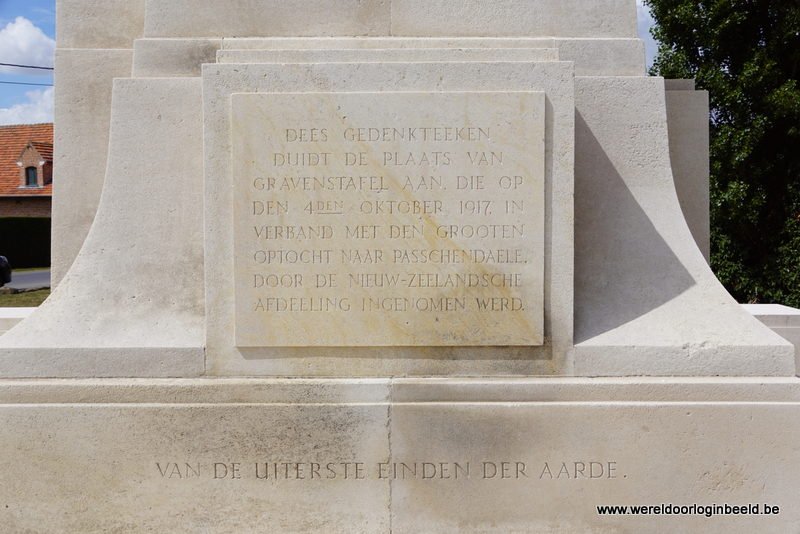 DEES GEDENKTEEKEN
DUIDT DE PLAATS VAN
GRAVENSTAFEL AAN, DIE OP
DEN 4DEN OKTOBER 1917, IN
VERBAND MET DEN GROOTEN
OPTOCHT NAAR PASSCHENDAELE,
DOOR DE NIEUW-ZEELANDSCHE
AFDEELING INGENOMEN WERD.
VAN DE UITERSTE EINDEN DER AARDE.
www.wereldoorloginbeeld.be